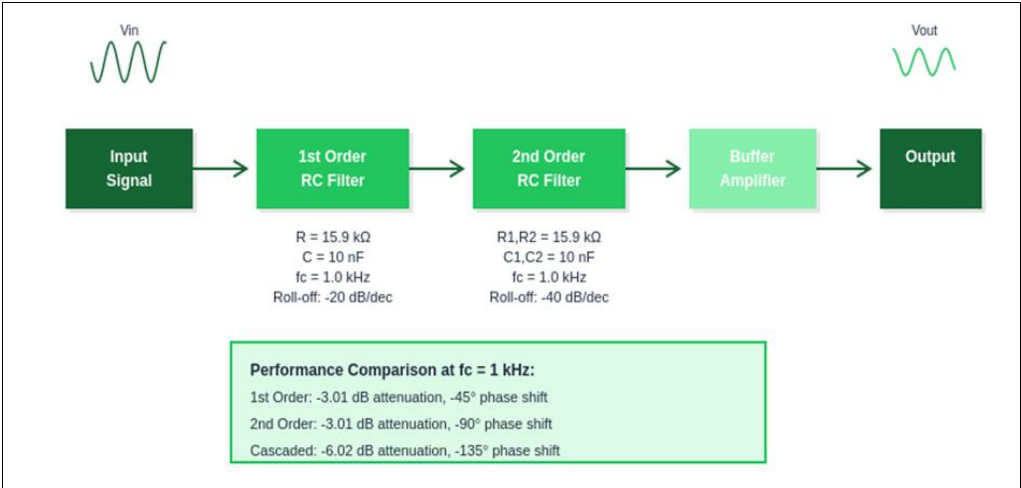 Vin
Vout
Input
Signal
1st Order
RC Filter
2nd Order
RC Filter
Buffer
Amplifier
Output
R = 15.9 kΩ
C = 10 nF
fc = 1.0 kHz
Roll-off: -20 dB/dec
R1,R2 = 15.9 kΩ
C1,C2 = 10 nF
fc = 1.0 kHz
Roll-off: -40 dB/dec
Performance Comparison at fc = 1 kHz:
1st Order: -3.01 dB attenuation, -45° phase shift
2nd Order: -3.01 dB attenuation, -90° phase shift
Cascaded: -6.02 dB attenuation, -135° phase shift